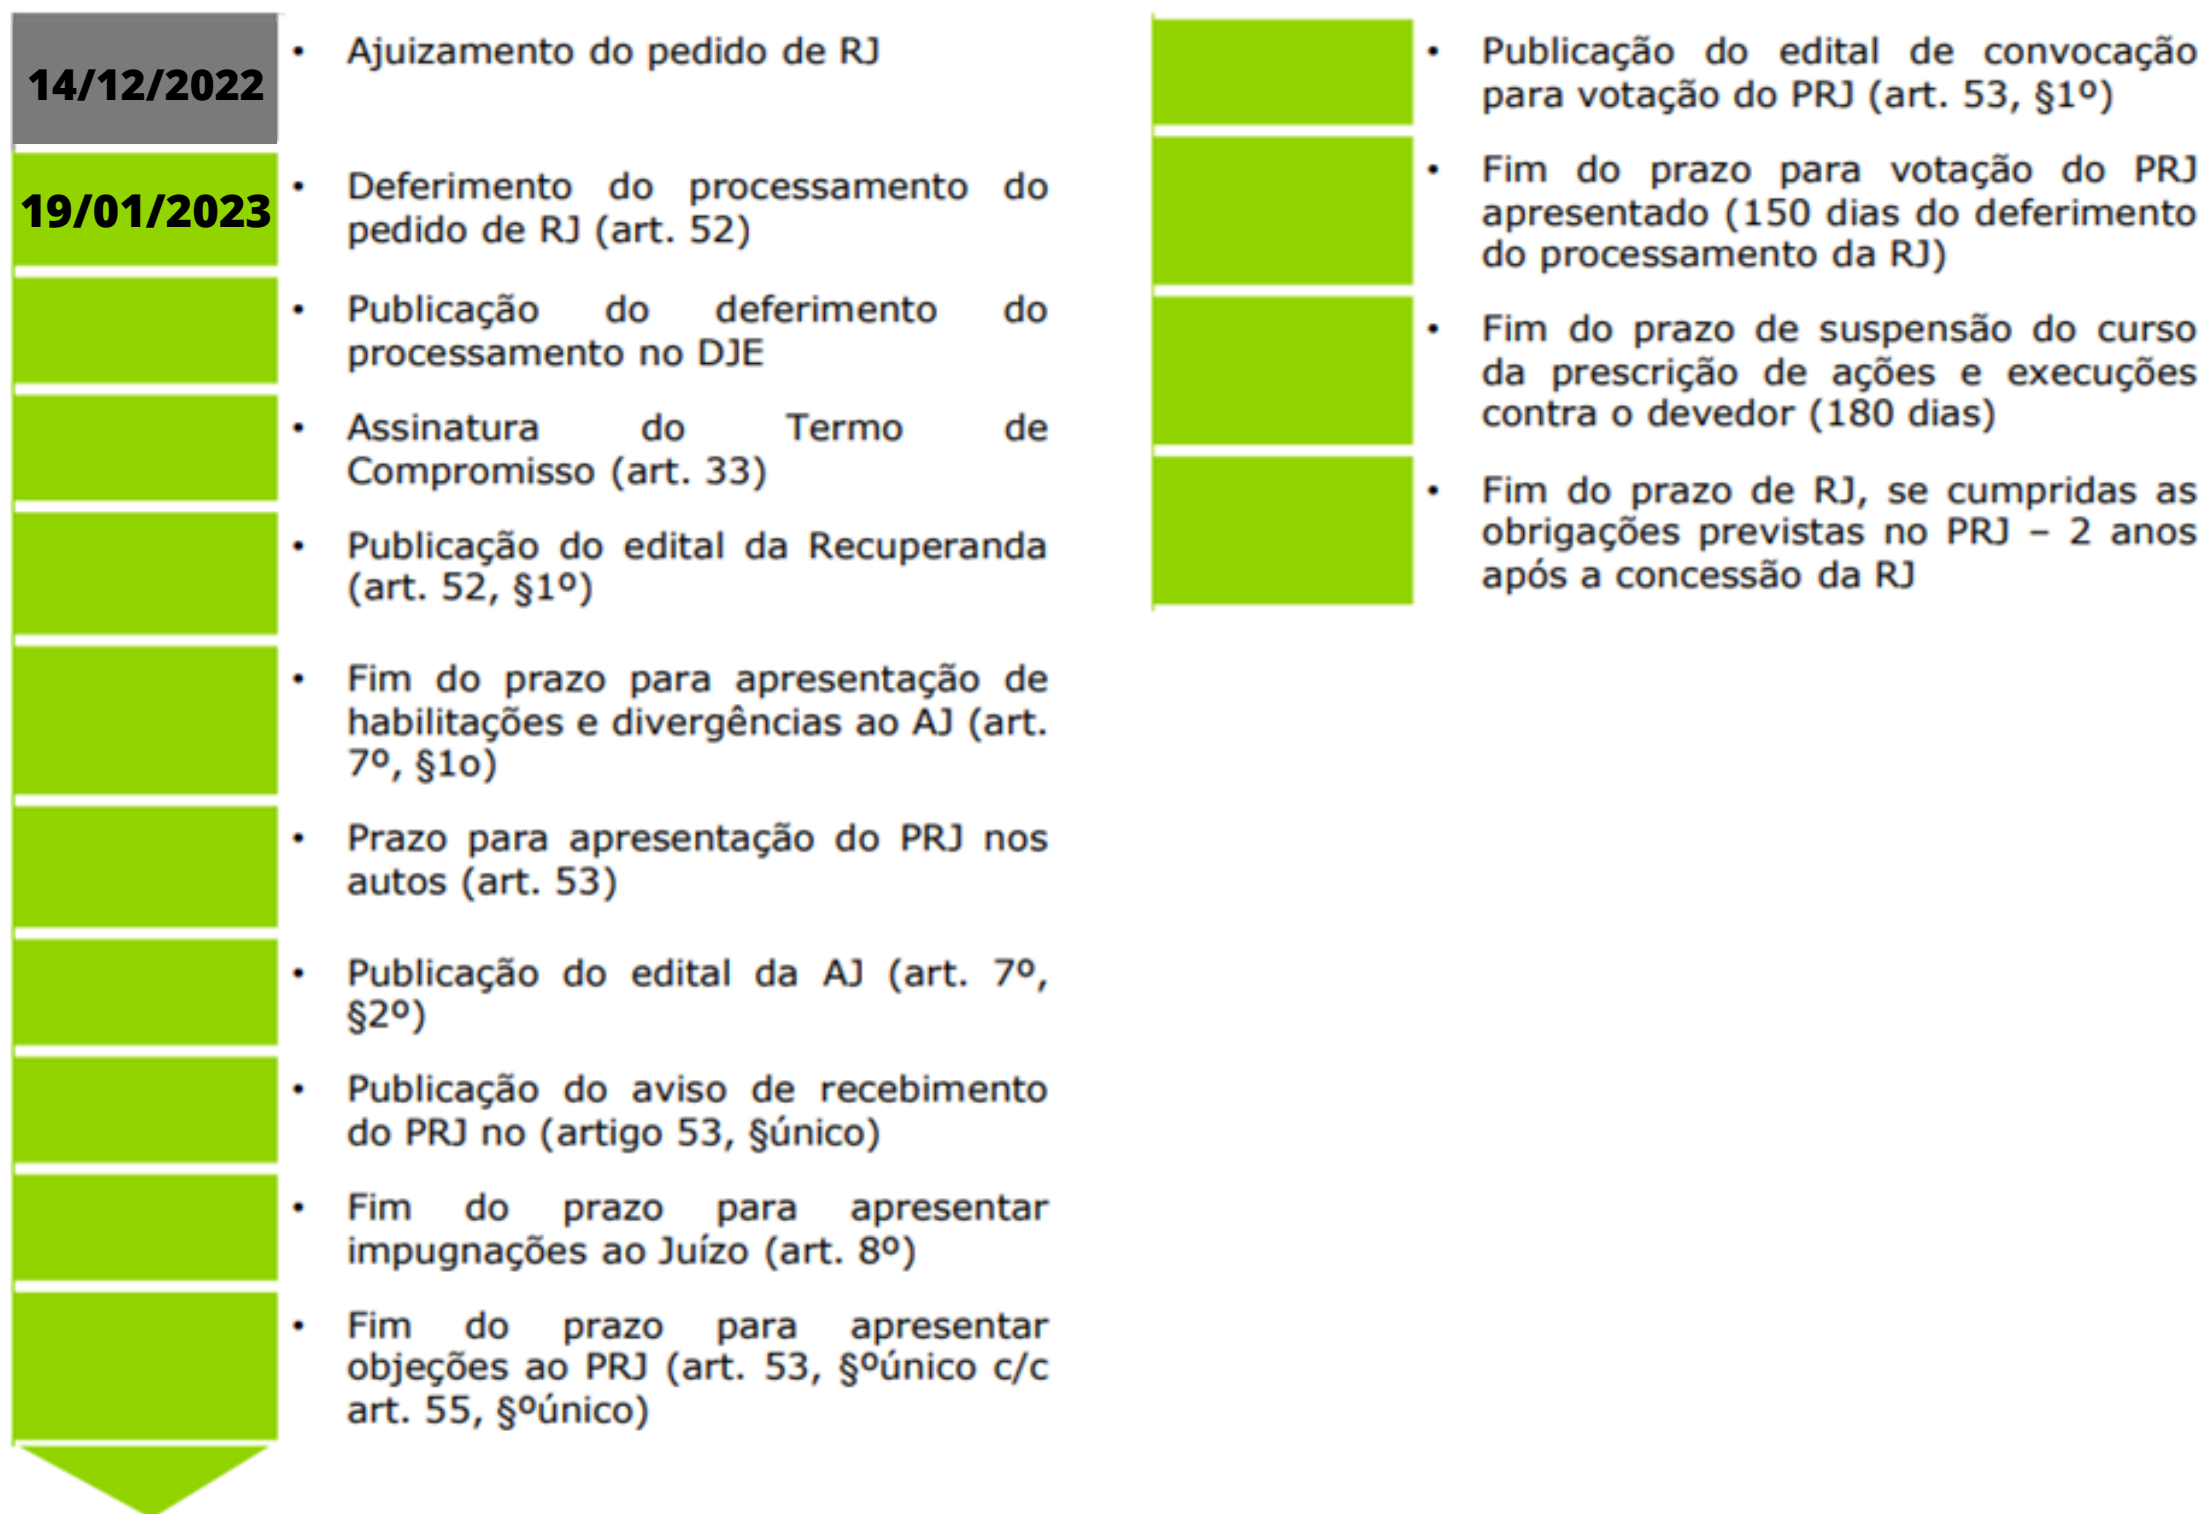 14/12/2022
• Ajuizamento do pedido de RJ
19/01/2023
• Deferimento do processamento do
pedido de RJ (art. 52)
• Publicação do deferimento do
processamento no DJE
• Assinatura do Termo de
Compromisso (art. 33)
• Publicação do edital da Recuperanda
(art. 52, §1º)
• Fim do prazo para apresentação de
habilitações e divergências ao AJ (art.
7º, §1o)
• Prazo para apresentação do PRJ nos
autos (art. 53)
• Publicação do edital da AJ (art. 7º,
§2º)
• Publicação do aviso de recebimento
do PRJ no (artigo 53, §único)
• Fim do prazo para apresentar
impugnações ao Juízo (art. 8º)
• Fim do prazo para apresentar
objeções ao PRJ (art. 53, §ºúnico c/c
art. 55, §ºúnico)
• Publicação do edital de convocação
para votação do PRJ (art. 53, §1º)
• Fim do prazo para votação do PRJ
apresentado (150 dias do deferimento
do processamento da RJ)
• Fim do prazo de suspensão do curso
da prescrição de ações e execuções
contra o devedor (180 dias)
• Fim do prazo de RJ, se cumpridas as
obrigações previstas no PRJ – 2 anos
após a concessão da RJ